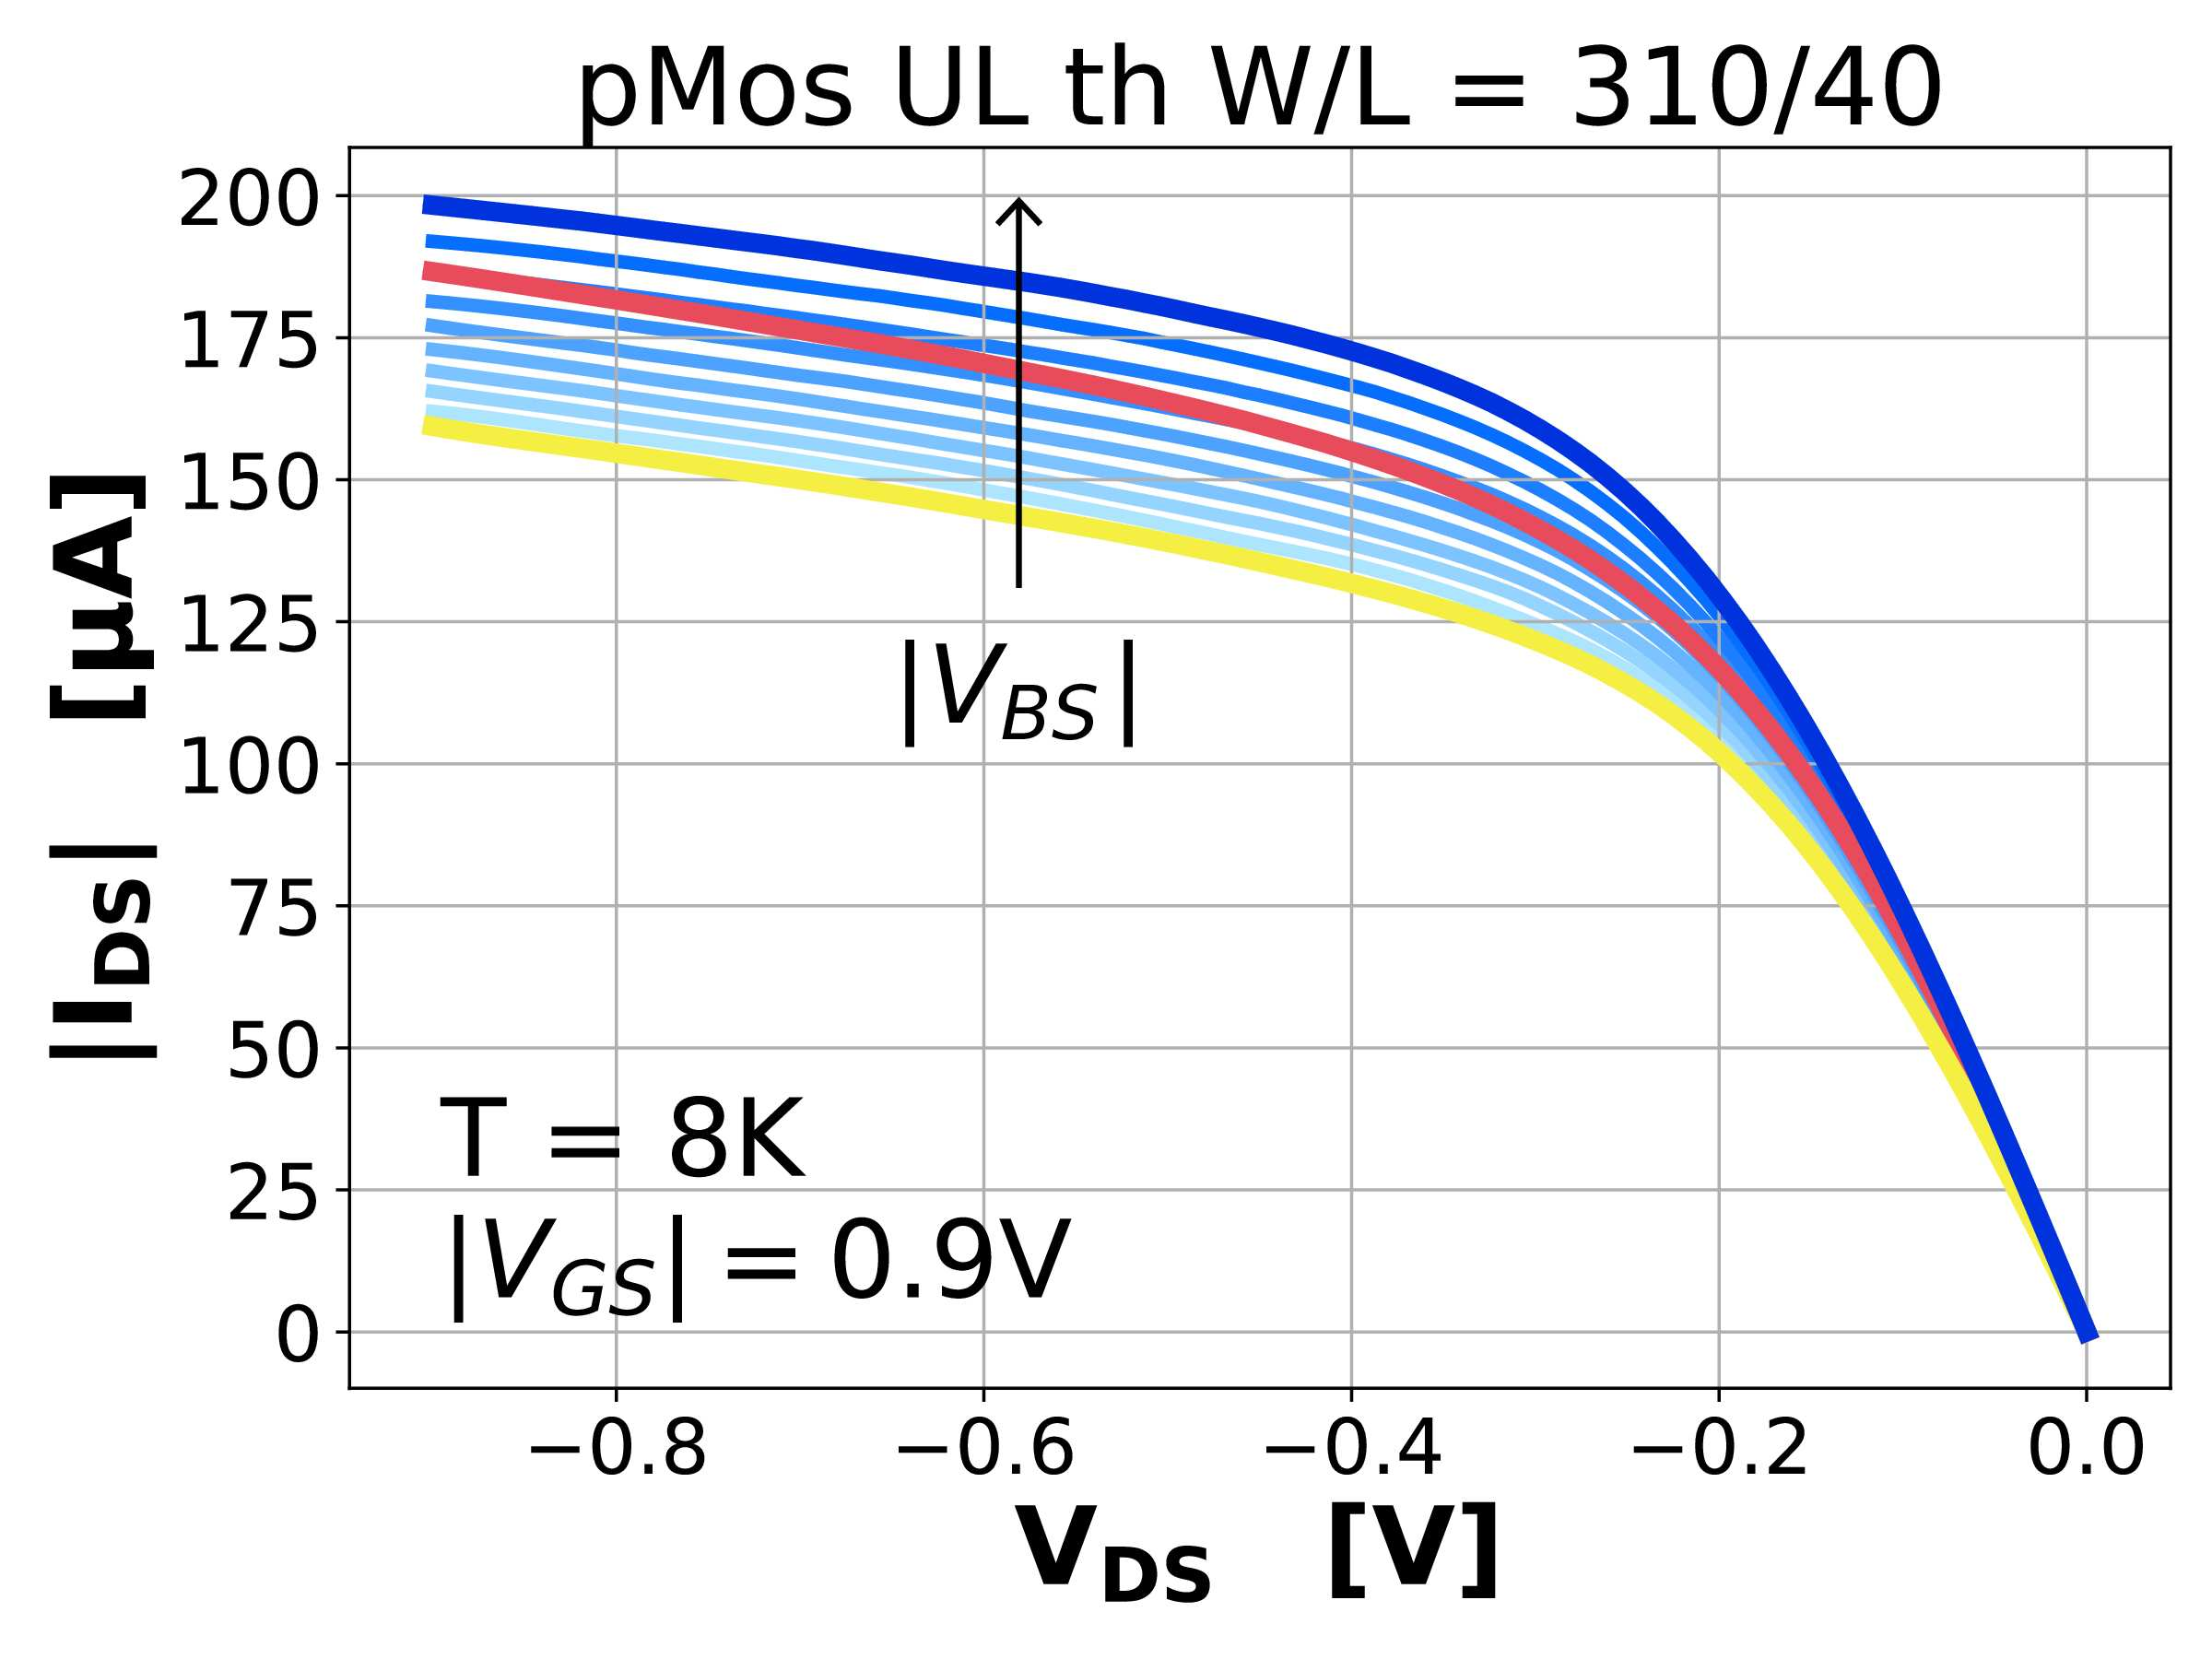 pMos UL th W/L = 310/40
|I_DS| [µA]
200
175
150
125
100
75
50
25
0
|V_BS|
T = 8K
|V_GS| = 0.9V
−0.8 −0.6 −0.4 −0.2 0.0
V_DS [V]